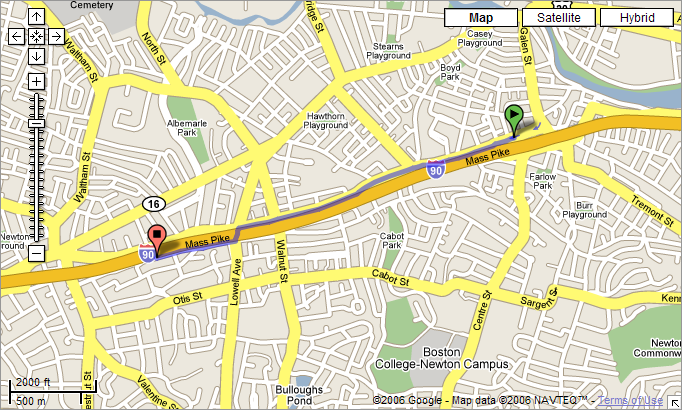 Cemetery
Map
Satellite
Hybrid
Galen St
Casey
Playground
Stearns
Playground
Boyd
Park
North St
Waltham St
Albemarle
Park
Hawthorn
Playground
Mass Pike
90
Farlow
Park
Burr
Playground
Tremont St
Waltham St
16
Newton
round
Mass Pike
90
Cabot
Park
Lowell Ave
Walnut St
Cabot St
Otis St
Centre St
Sargent St
Kenn
Newton
Commonw
Boston
College-Newton Campus
Valentine St
Bulloughs
Pond
2000 ft
500 m
©2006 Google - Map data ©2006 NAVTEQ™ - Terms of Use